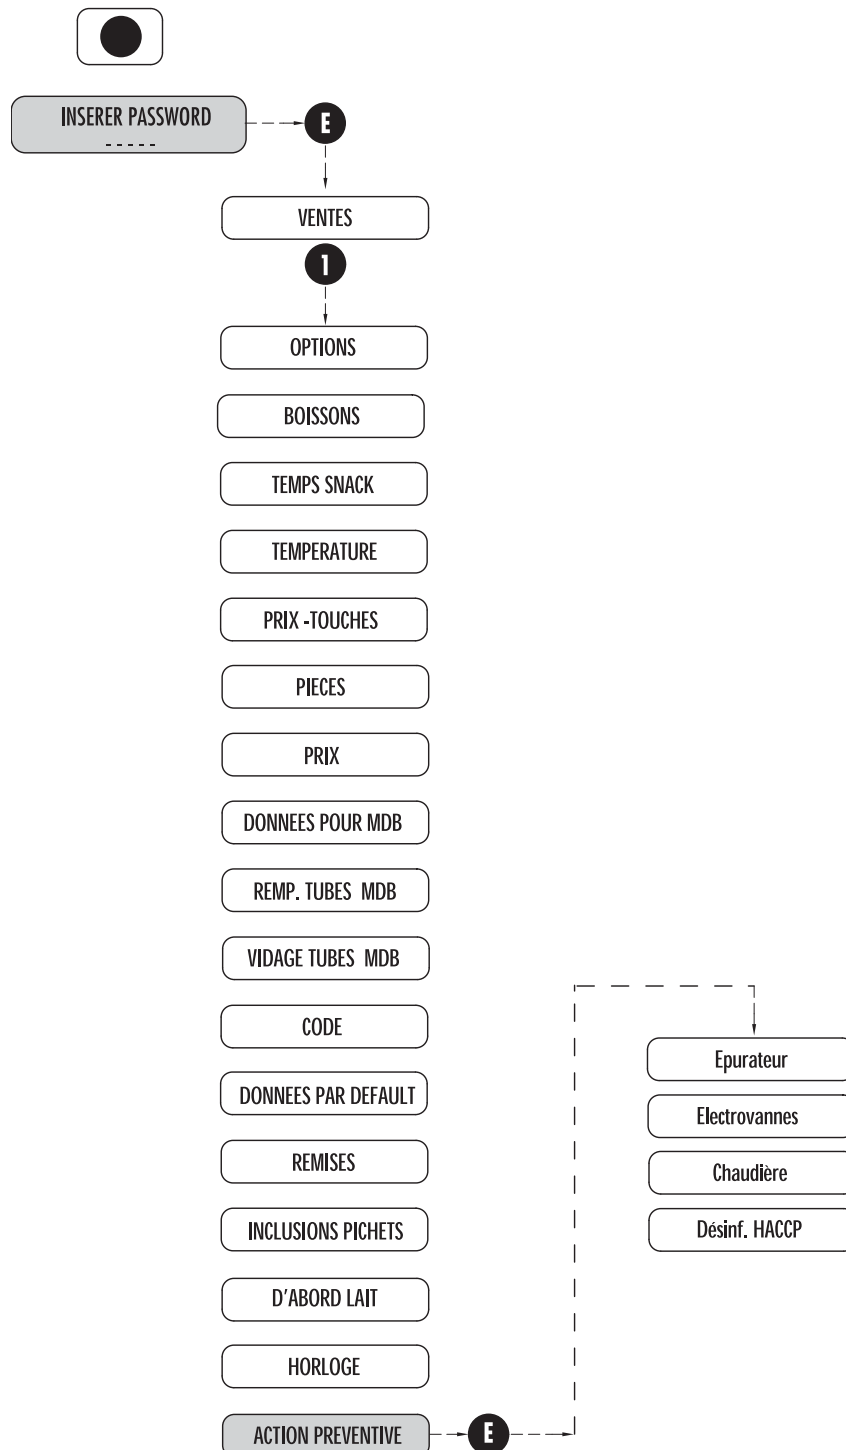 INSERER PASSWORD
- - - - -
E
VENTES
1
OPTIONS
BOISSONS
TEMPS SNACK
TEMPERATURE
PRIX -TOUCHES
PIECES
PRIX
DONNEES POUR MDB
REMP. TUBES MDB
VIDAGE TUBES MDB
CODE
DONNEES PAR DEFAULT
REMISES
INCLUSIONS PICHETS
D'ABORD LAIT
HORLOGE
ACTION PREVENTIVE
E
Epurateur
Electrovannes
Chaudière
Désinf. HACCP